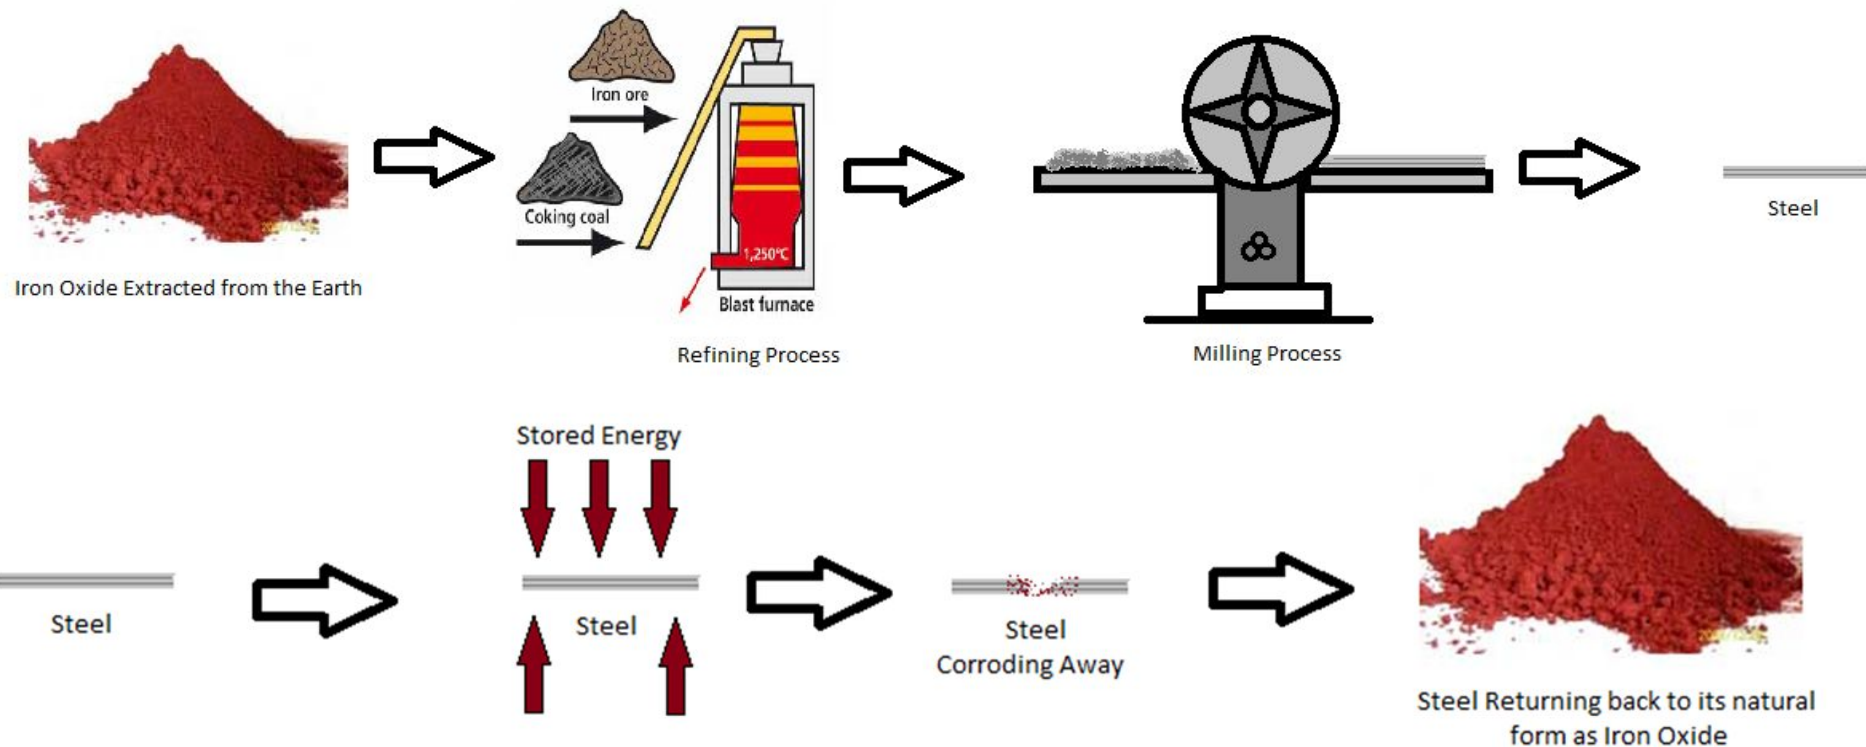 Iron ore
Coking coal
1,250°C
Blast furnace
Iron Oxide Extracted from the Earth
Refining Process
Milling Process
Steel
Stored Energy
Steel
Steel
Steel
Corroding Away
Steel Returning back to its natural
form as Iron Oxide